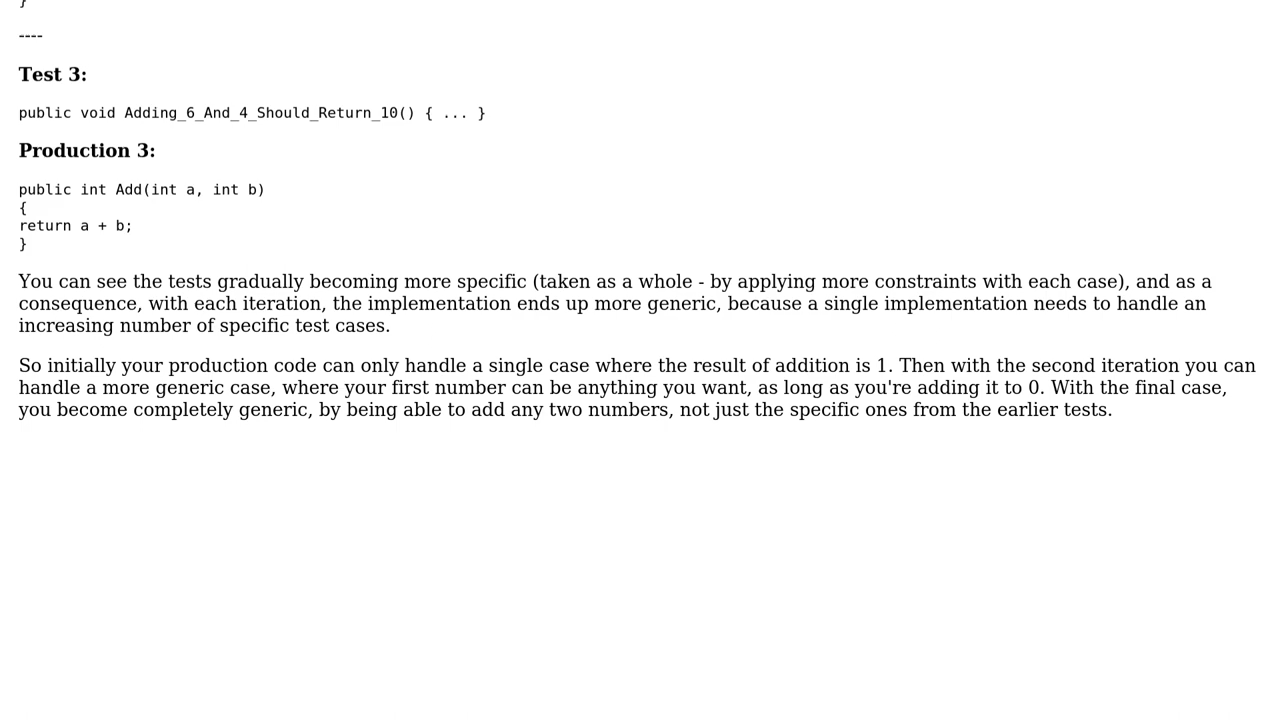 }
----
Test 3:
public void Adding_6_And_4_Should_Return_10() { ... }
Production 3:
public int Add(int a, int b)
{
return a + b;
}
You can see the tests gradually becoming more specific (taken as a whole - by applying more constraints with each case), and as a
consequence, with each iteration, the implementation ends up more generic, because a single implementation needs to handle an
increasing number of specific test cases.
So initially your production code can only handle a single case where the result of addition is 1. Then with the second iteration you can
handle a more generic case, where your first number can be anything you want, as long as you're adding it to 0. With the final case,
you become completely generic, by being able to add any two numbers, not just the specific ones from the earlier tests.